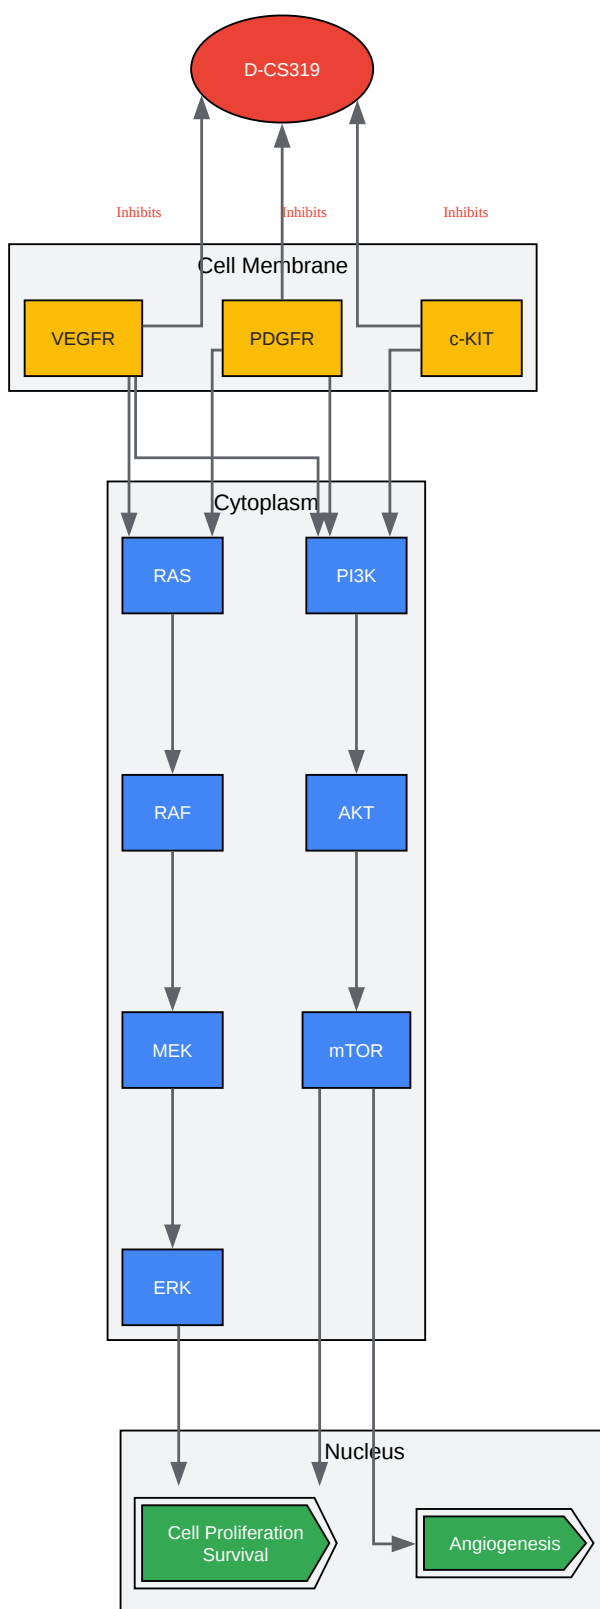 D-CS319
Inhibits
Inhibits
Inhibits
Cell Membrane
VEGFR
PDGFR
c-KIT
Cytoplasm
RAS
PI3K
RAF
AKT
MEK
mTOR
ERK
Nucleus
Cell Proliferation
Survival
Angiogenesis